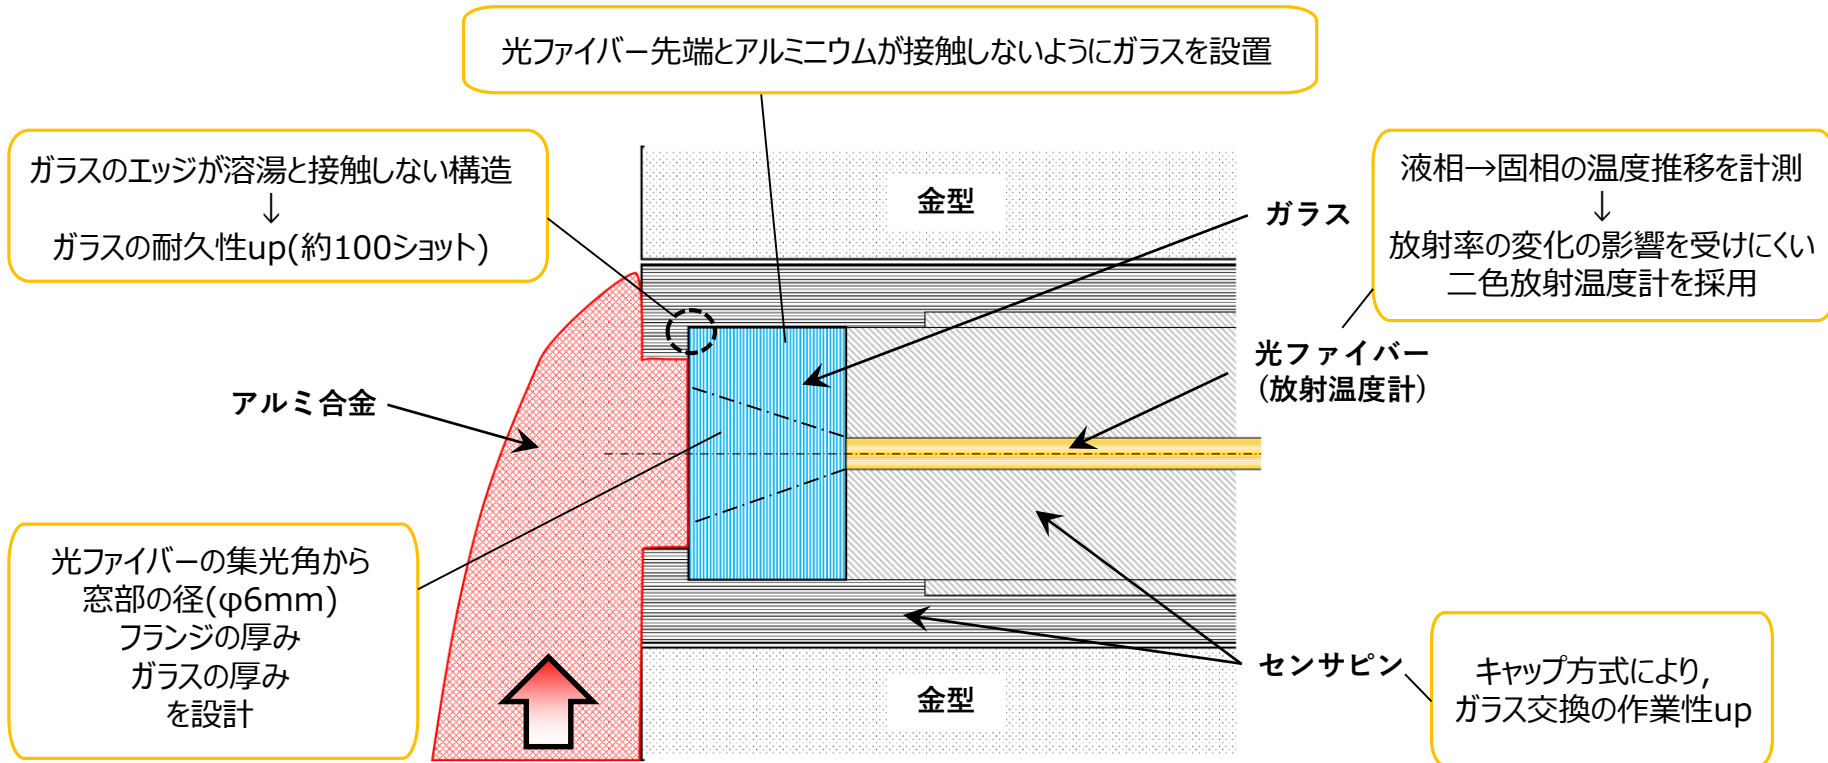 光ファイバー先端とアルミニウムが接触しないようにガラスを設置
ガラスのエッジが溶湯と接触しない構造
↓
ガラスの耐久性up(約100ショット)
液相→固相の温度推移を計測
↓
放射率の変化の影響を受けにくい
二色放射温度計を採用
金型
ガラス
光ファイバー
(放射温度計)
アルミ合金
光ファイバーの集光角から
窓部の径(φ6mm)
フランジの厚み
ガラスの厚み
を設計
センサピン
金型
キャップ方式により,
ガラス交換の作業性up